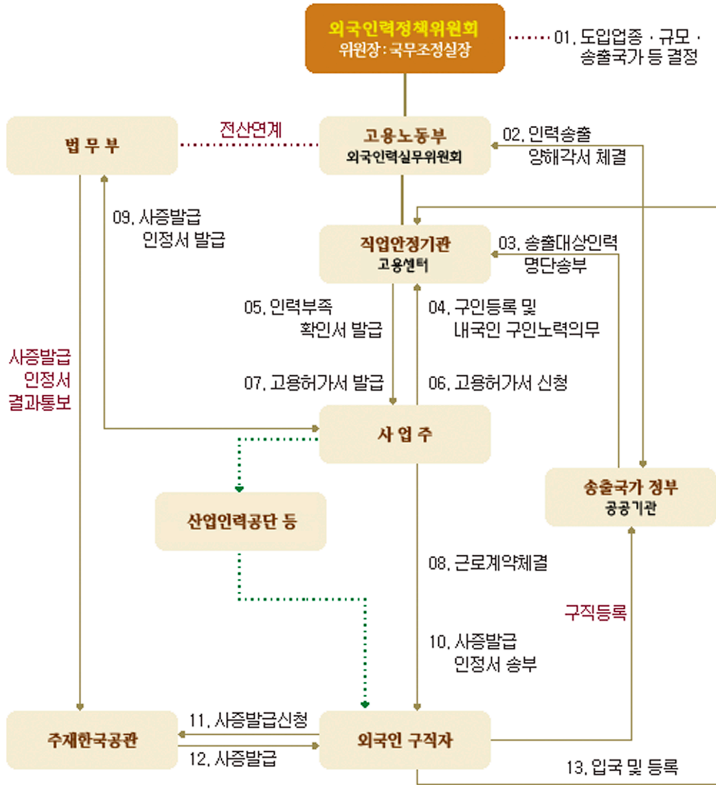 외국인력정책위원회
위원장 : 국무조정실장
01. 도입업종 · 규모 ·
송출국가 등 결정
법 무 부
전산연계
고용노동부
외국인력실무위원회
02. 인력송출
양해각서 체결
09. 사증발급
인정서 발급
직업안정기관
고용센터
03. 송출대상인력
명단송부
05. 인력부족
확인서 발급
04. 구인등록 및
내국인 구인노력의무
사증발급
인정서
결과통보
07. 고용허가서 발급
06. 고용허가서 신청
사 업 주
송출국가 정부
공공기관
산업인력공단 등
08. 근로계약체결
구직등록
10. 사증발급
인정서 송부
주재한국공관
11. 사증발급신청
12. 사증발급
외국인 구직자
13. 입국 및 등록